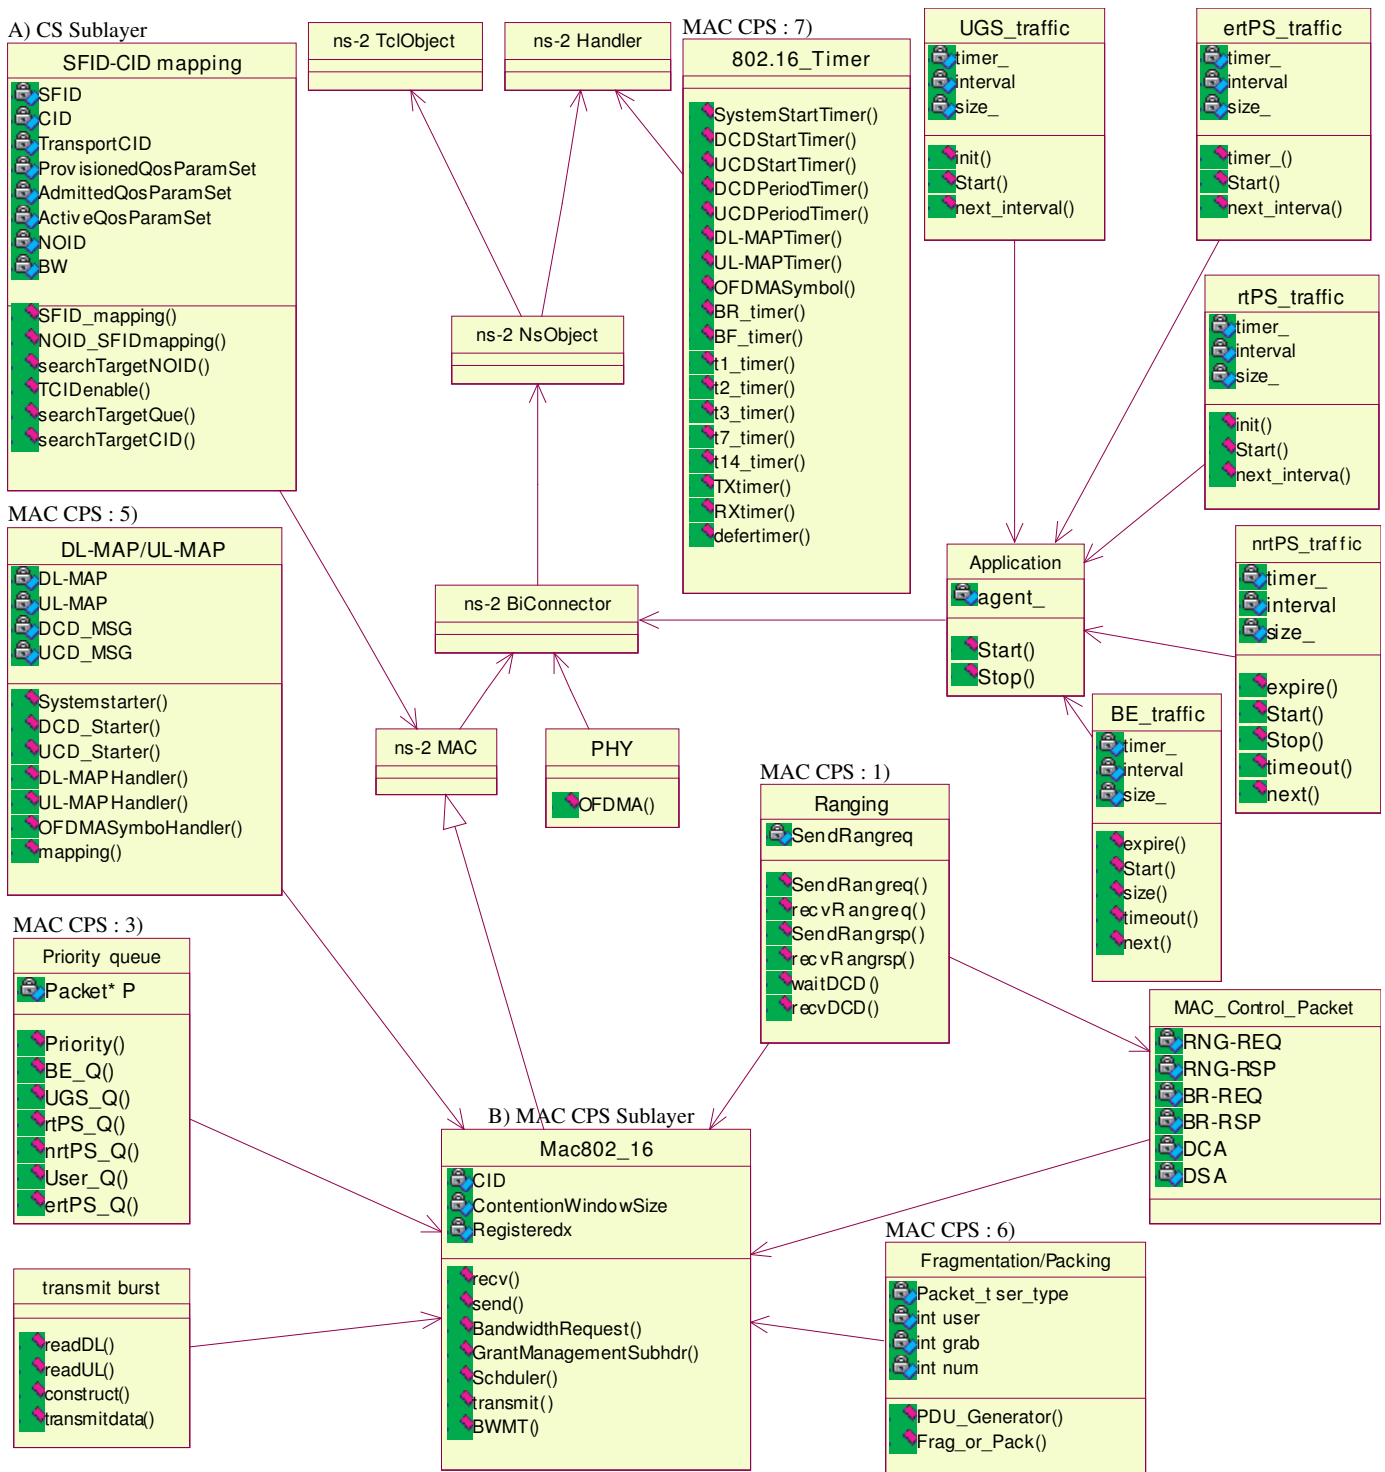 A) CS Sublayer
SFID-CID mapping
SFID
CID
TransportCID
ProvisionedQosParamSet
AdmittedQosParamSet
ActiveQosParamSet
NOID
BW
SFID_mapping()
NOID_SFIDmapping()
searchTargetNOID()
TCIDenable()
searchTargetQue()
searchTargetCID()
ns-2 TclObject
ns-2 Handler
MAC CPS : 7)
802.16_Timer
SystemStartTimer()
DCDStartTimer()
UCDStartTimer()
DCDPeriodTimer()
UCDPeriodTimer()
DL-MAPTimer()
UL-MAPTimer()
OFDMASymbol()
BR_timer()
BF_timer()
t1_timer()
t2_timer()
t3_timer()
t7_timer()
t14_timer()
TXtimer()
RXtimer()
defertimer()
UGS_traffic
timer_
interval
size_
init()
Start()
next_interval()
ertPS_traffic
timer_
interval
size_
timer_()
Start()
next_interva()
rtPS_traffic
timer_
interval
size_
init()
Start()
next_interva()
ns-2 NsObject
MAC CPS : 5)
DL-MAP/UL-MAP
DL-MAP
UL-MAP
DCD_MSG
UCD_MSG
Systemstarter()
DCD_Starter()
UCD_Starter()
DL-MAPHandler()
UL-MAPHandler()
OFDMASymboHandler()
mapping()
ns-2 BiConnector
Application
agent_
Start()
Stop()
nrtPS_traffic
timer_
interval
size_
expire()
Start()
Stop()
timeout()
next()
ns-2 MAC
PHY
OFDMA()
BE_traffic
timer_
interval
size_
expire()
Start()
size()
timeout()
next()
MAC CPS : 1)
Ranging
SendRangreq
SendRangreq()
recvRangreq()
SendRangrsp()
recvRangrsp()
waitDCD()
recvDCD()
MAC CPS : 3)
Priority queue
Packet* P
Priority()
BE_Q()
UGS_Q()
rtPS_Q()
nrtPS_Q()
User_Q()
ertPS_Q()
MAC_Control_Packet
RNG-REQ
RNG-RSP
BR-REQ
BR-RSP
DCA
DSA
B) MAC CPS Sublayer
Mac802_16
CID
ContentionWindowSize
Registeredx
recv()
send()
BandwidthRequest()
GrantManagementSubhdr()
Schduler()
transmit()
BWMT()
transmit burst
readDL()
readUL()
construct()
transmitdata()
MAC CPS : 6)
Fragmentation/Packing
Packet_t ser_type
int user
int grab
int num
PDU_Generator()
Frag_or_Pack()